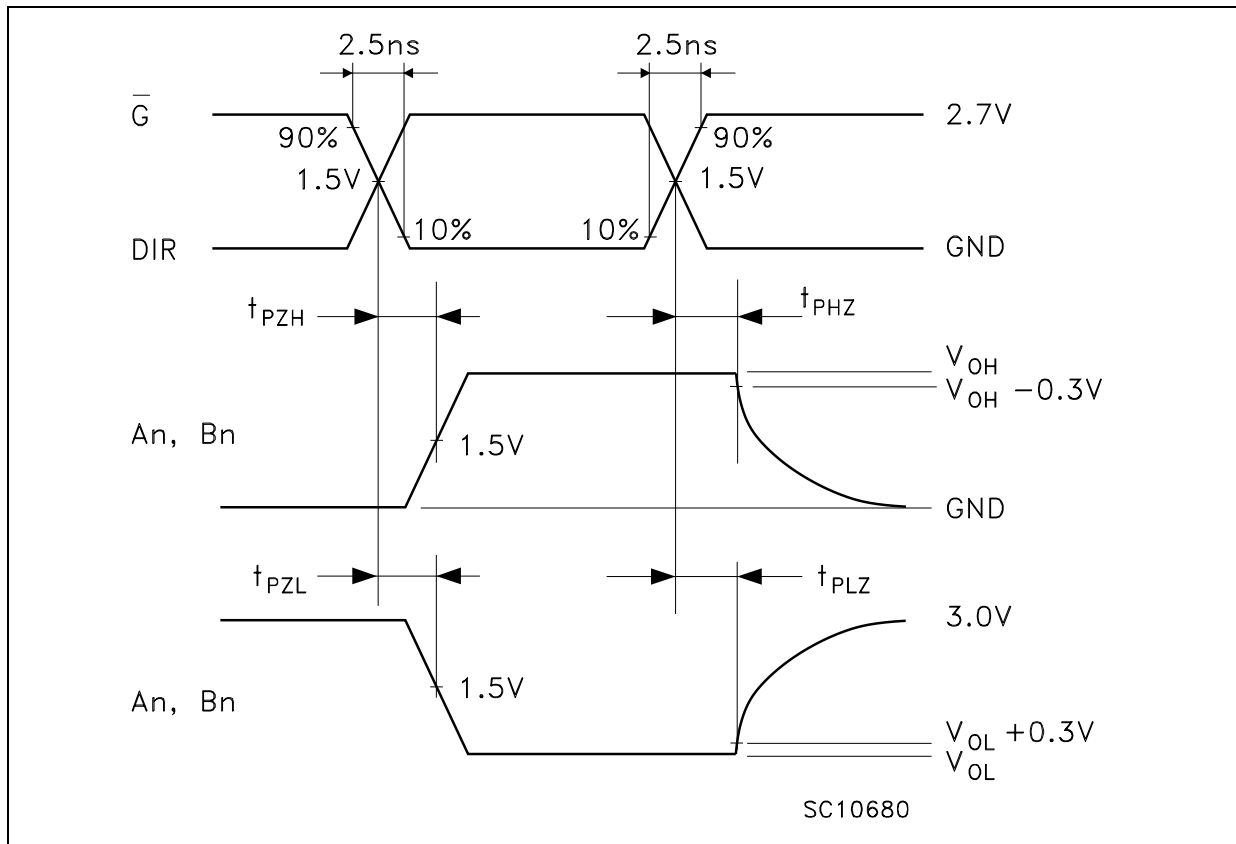 2.5ns 2.5ns
G̅ 2.7V
90% 90%
1.5V 1.5V
10% 10%
DIR GND
tPZH tPHZ
VOH
VOH −0.3V
An, Bn 1.5V
GND
tPZL tPLZ
3.0V
An, Bn 1.5V
VOL +0.3V
VOL
SC10680